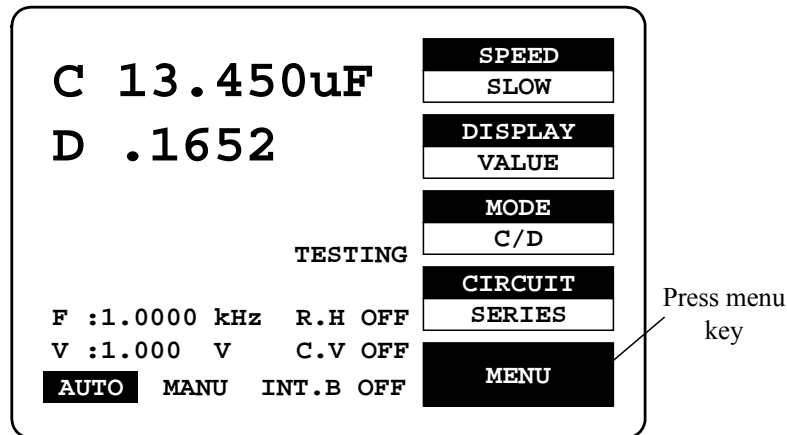 C 13.450uF
D .1652
TESTING
F :1.0000 kHz R.H OFF
V :1.000 V C.V OFF
AUTO MANU INT.B OFF
SPEED
SLOW
DISPLAY
VALUE
MODE
C/D
CIRCUIT
SERIES
MENU
Press menu
key